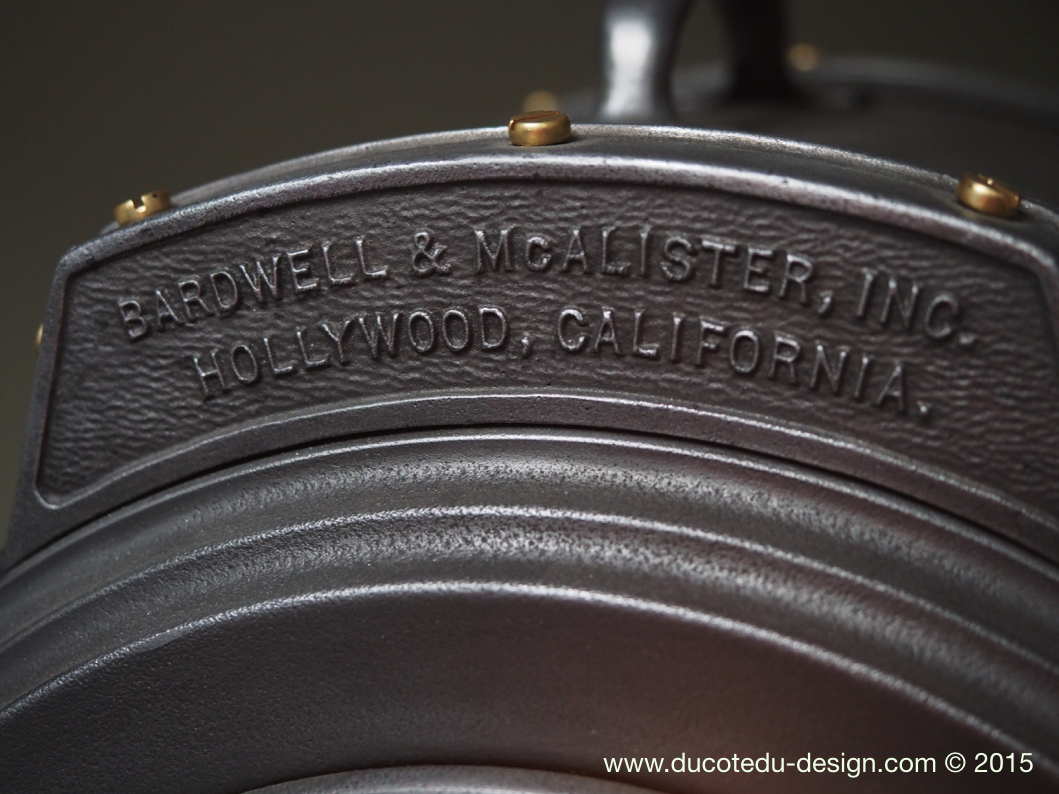 BARDWELL & McALISTER, INC.
HOLLYWOOD, CALIFORNIA.
www.ducotedu-design.com © 2015